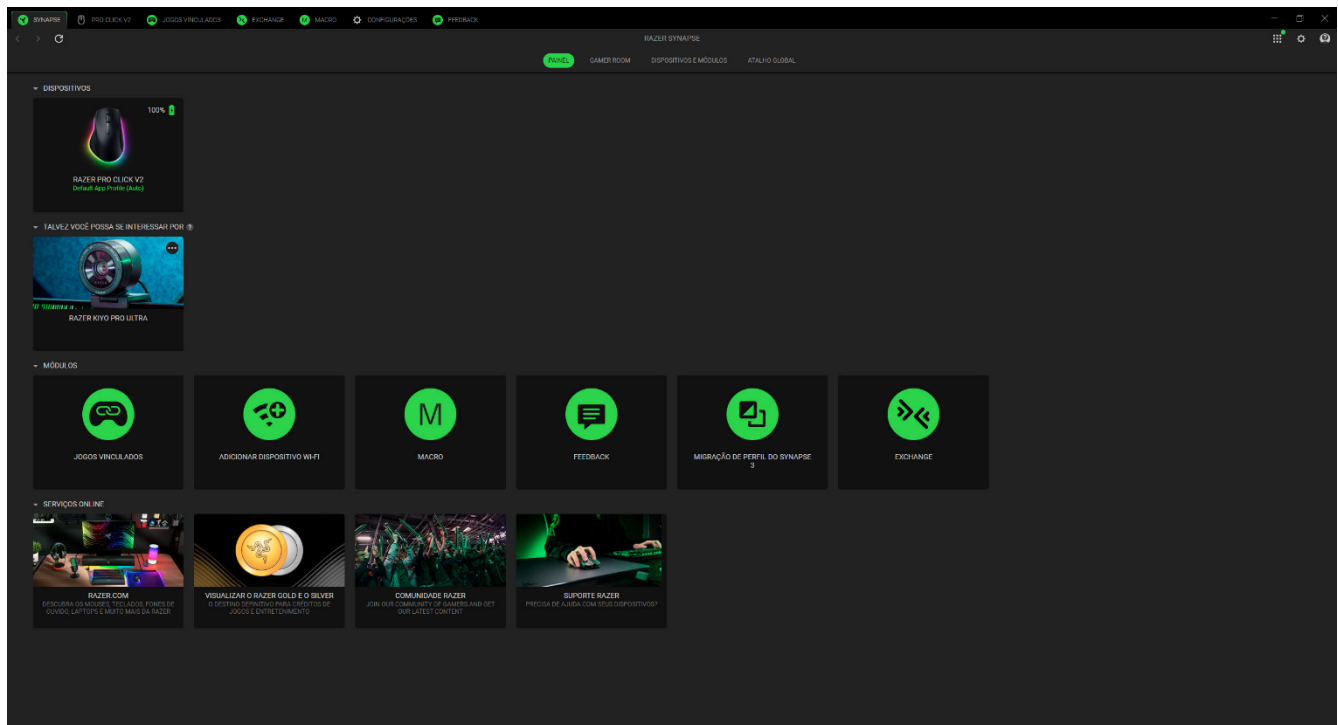 SYNAPSE
PRO CLICK V2
JOGOS VINCULADOS
EXCHANGE
MACRO
CONFIGURAÇÕES
FEEDBACK
RAZER SYNAPSE
PAINEL
GAMER ROOM
DISPOSITIVOS E MÓDULOS
ATALHO GLOBAL
DISPOSITIVOS
100%
RAZER PRO CLICK V2
Default App Profile (Auto)
TALVEZ VOCÊ POSSA SE INTERESSAR POR
RAZER KIYO PRO ULTRA
MÓDULOS
JOGOS VINCULADOS
ADICIONAR DISPOSITIVO WI-FI
M
MACRO
FEEDBACK
MIGRAÇÃO DE PERFIL DO SYNAPSE
3
EXCHANGE
SERVIÇOS ONLINE
RAZER.COM
DESCUBRA OS MOUSES, TECLADOS, FONES DE
OUVIDO, LAPTOPS E MUITO MAIS DA RAZER
VISUALIZAR O RAZER GOLD E O SILVER
O DESTINO DEFINITIVO PARA CRÉDITOS DE
JOGOS E ENTRETENIMENTO
COMUNIDADE RAZER
JOIN OUR COMMUNITY OF GAMERS AND GET
OUR LATEST CONTENT
SUPORTE RAZER
PRECISA DE AJUDA COM SEUS DISPOSITIVOS?